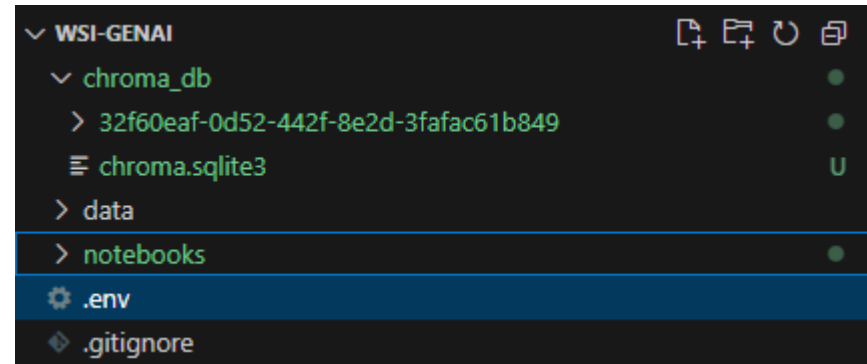 WSI-GENAI
chroma_db
32f60eaf-0d52-442f-8e2d-3fafac61b849
chroma.sqlite3 U
data
notebooks
.env
.gitignore